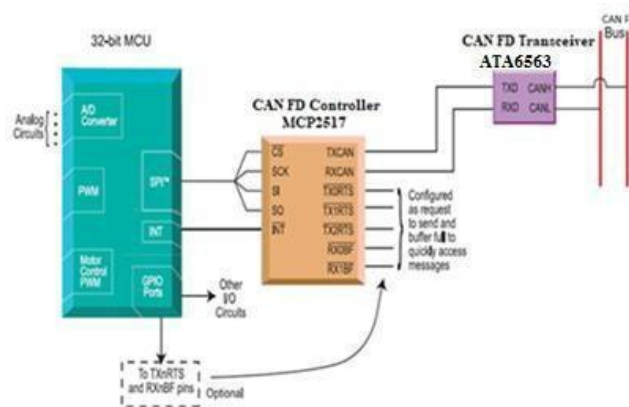 32-bit MCU
A/D
Converter
Analog
Circuits
PWM
SPI™
INT
Motor
Control
PWM
GPIO
Ports
Other
I/O
Circuits
To TXnRTS
and RXnBF pins
Optional
CAN FD Controller
MCP2517
CS
SCK
SI
SO
INT
TXCAN
RXCAN
TX0RTS
TX1RTS
TX2RTS
RX0BF
RX1BF
Configured
as request
to send and
buffer full to
quickly access
messages
CAN FD Transceiver
ATA6563
TXD
RXD
CANH
CANL
CAN F
Bus